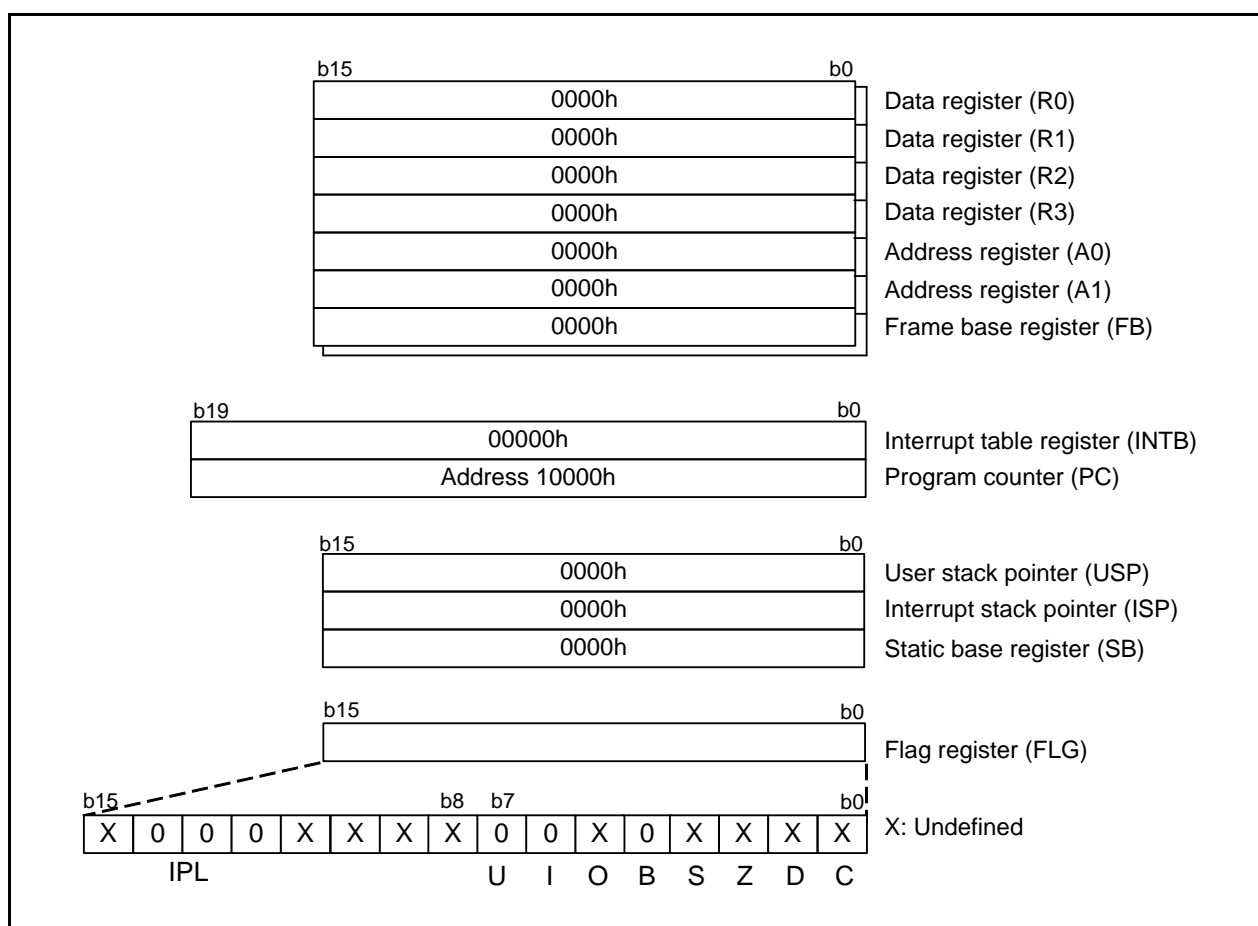 b15 b0
0000h Data register (R0)
0000h Data register (R1)
0000h Data register (R2)
0000h Data register (R3)
0000h Address register (A0)
0000h Address register (A1)
0000h Frame base register (FB)
b19 b0
00000h Interrupt table register (INTB)
Address 10000h Program counter (PC)
b15 b0
0000h User stack pointer (USP)
0000h Interrupt stack pointer (ISP)
0000h Static base register (SB)
b15 b0
Flag register (FLG)
b15 b8 b7 b0
X 0 0 0 X X X X 0 0 X 0 X X X X X: Undefined
IPL U I O B S Z D C